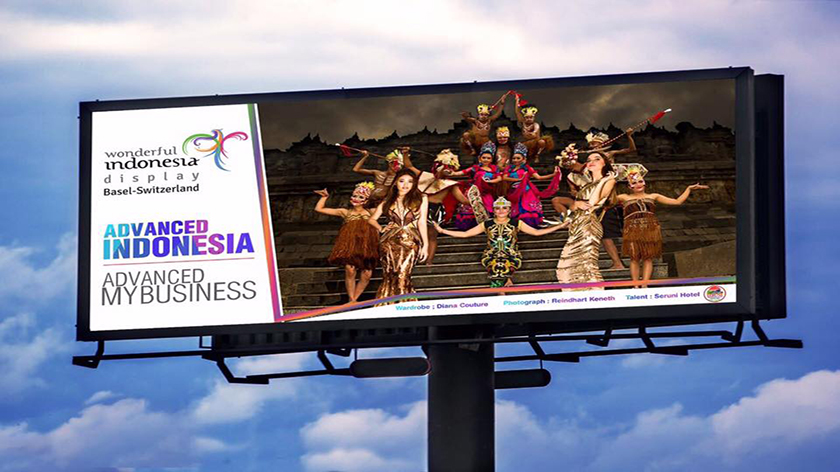 wonderful
indonesia
display
Basel-Switzerland
ADVANCED
INDONESIA
ADVANCED
MYBUSINESS
Wardrobe : Diana Couture Photograph : Reindhart Keneth Talent : Seruni Hotel